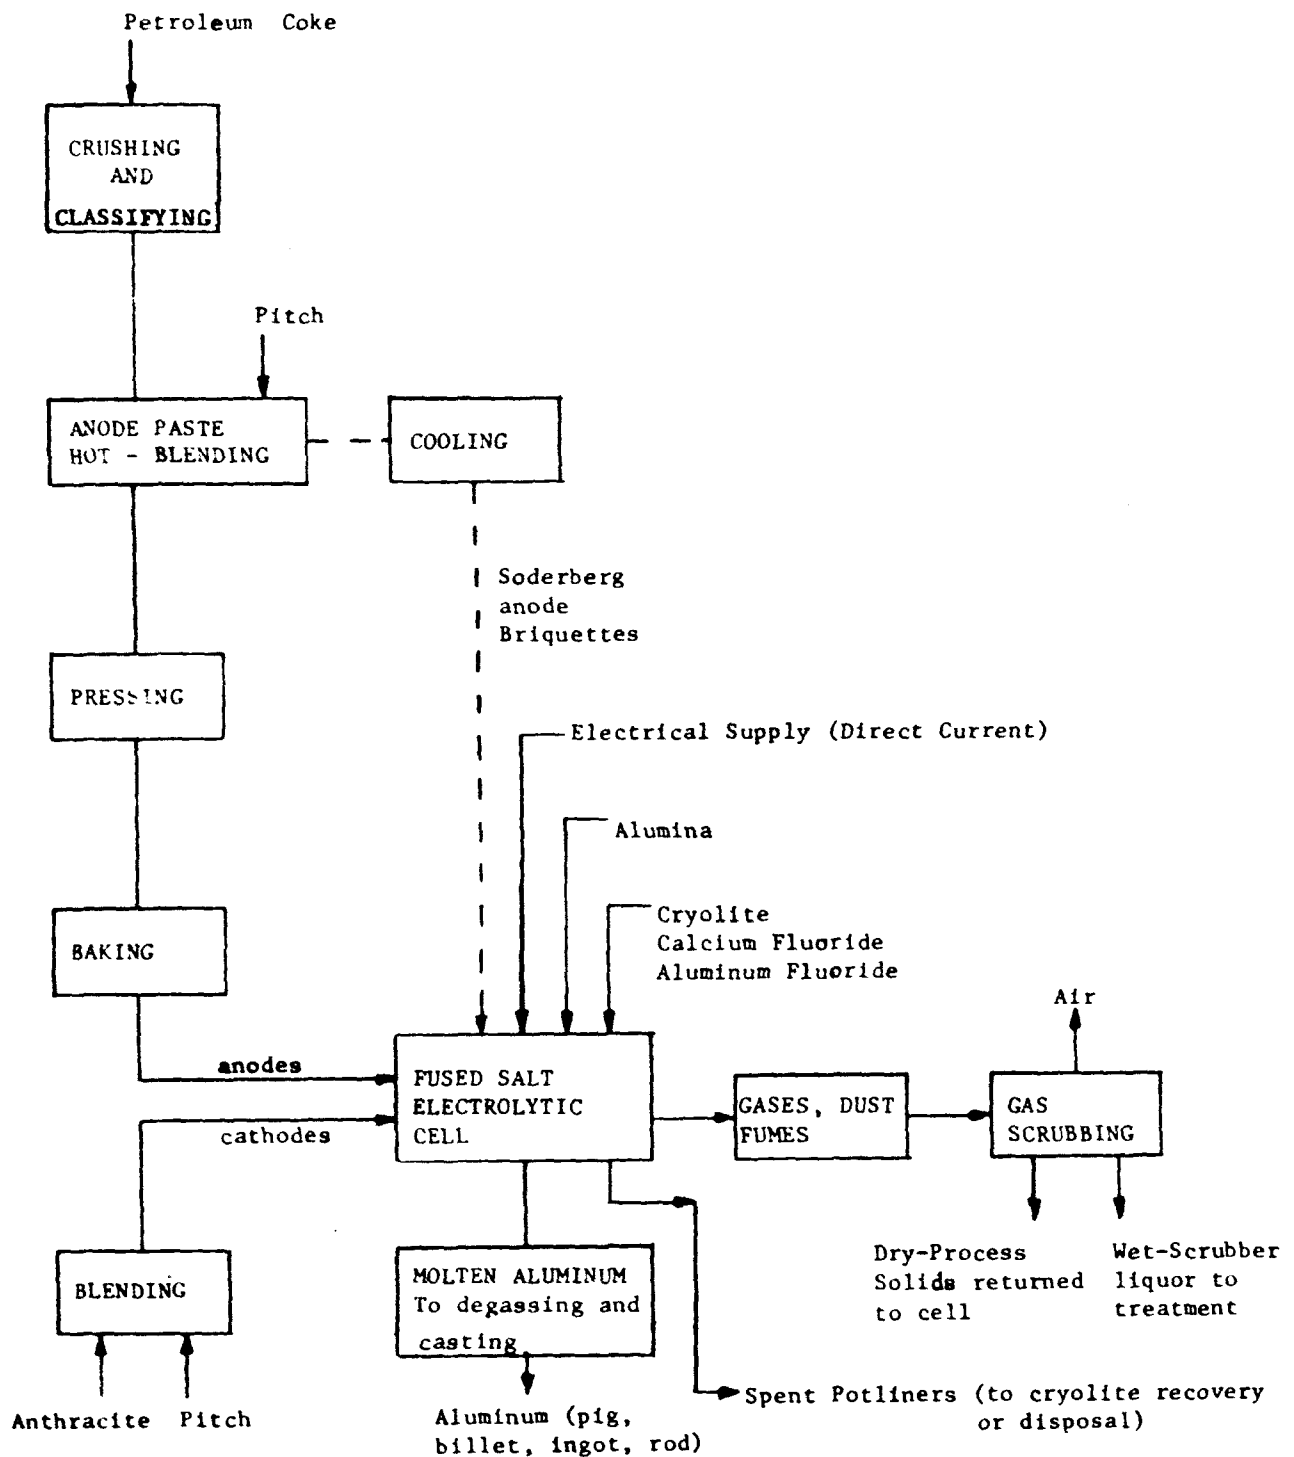 Petroleum Coke
CRUSHING
AND
CLASSIFYING
Pitch
ANODE PASTE
HOT - BLENDING
COOLING
Soderberg
anode
Briquettes
PRESSING
Electrical Supply (Direct Current)
Alumina
Cryolite
Calcium Fluoride
Aluminum Fluoride
BAKING
Air
anodes
FUSED SALT
ELECTROLYTIC
CELL
GASES, DUST
FUMES
GAS
SCRUBBING
cathodes
Dry-Process
Solids returned
to cell
Wet-Scrubber
liquor to
treatment
BLENDING
MOLTEN ALUMINUM
To degassing and
casting
Anthracite Pitch
Aluminum (pig,
billet, ingot, rod)
Spent Potliners (to cryolite recovery
or disposal)